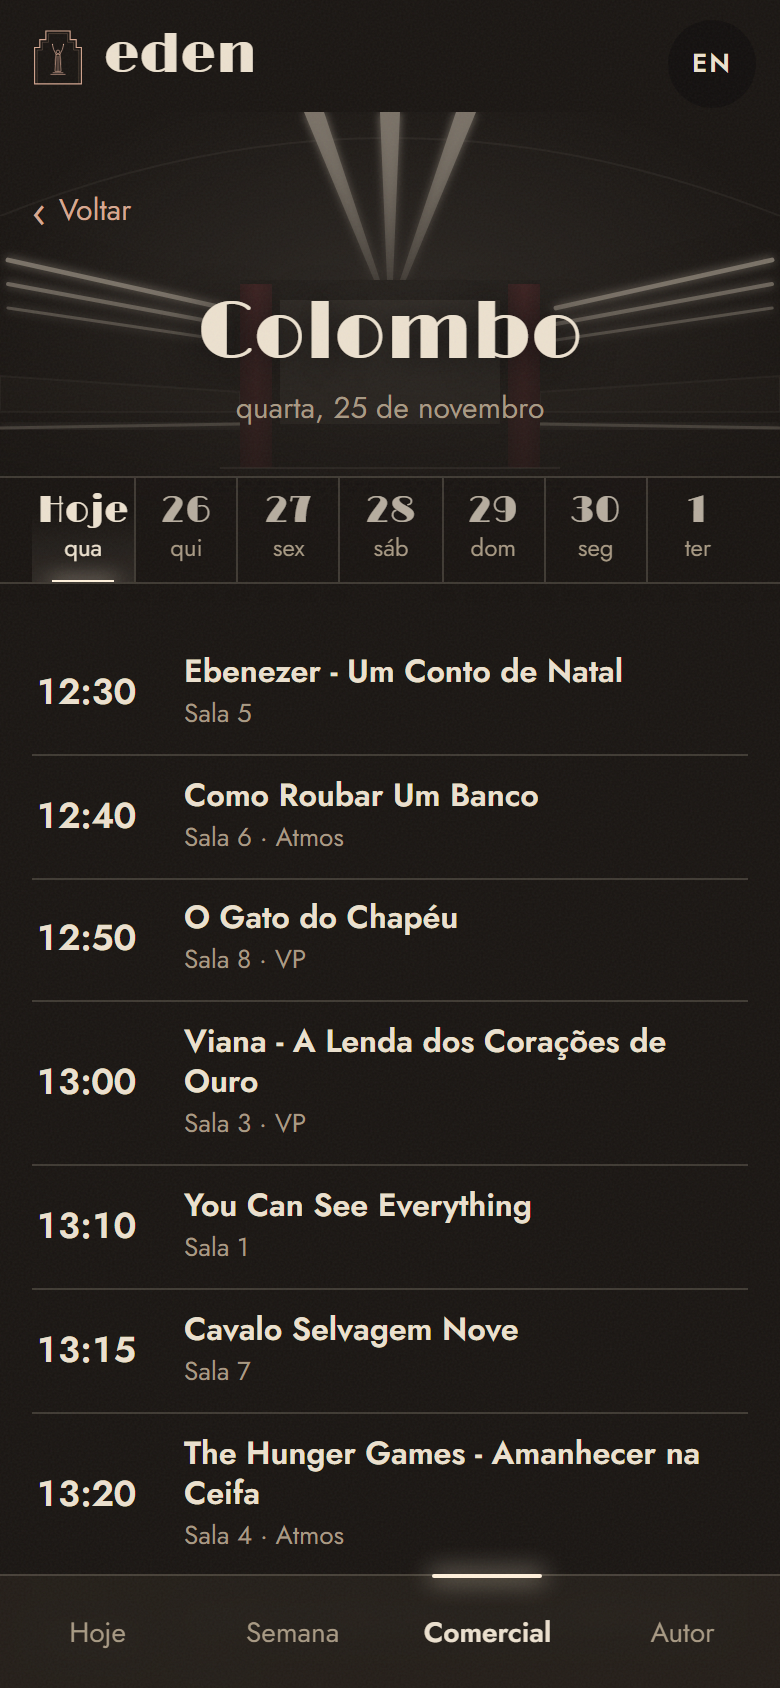 eden
EN
‹ Voltar
Colombo
quarta, 25 de novembro
Hoje 26 27 28 29 30 1
qua qui sex sáb dom seg ter
12:30
Ebenezer - Um Conto de Natal
Sala 5
12:40
Como Roubar Um Banco
Sala 6 · Atmos
12:50
O Gato do Chapéu
Sala 8 · VP
13:00
Viana - A Lenda dos Corações de
Ouro
Sala 3 · VP
13:10
You Can See Everything
Sala 1
13:15
Cavalo Selvagem Nove
Sala 7
13:20
The Hunger Games - Amanhecer na
Ceifa
Sala 4 · Atmos
Hoje Semana Comercial Autor